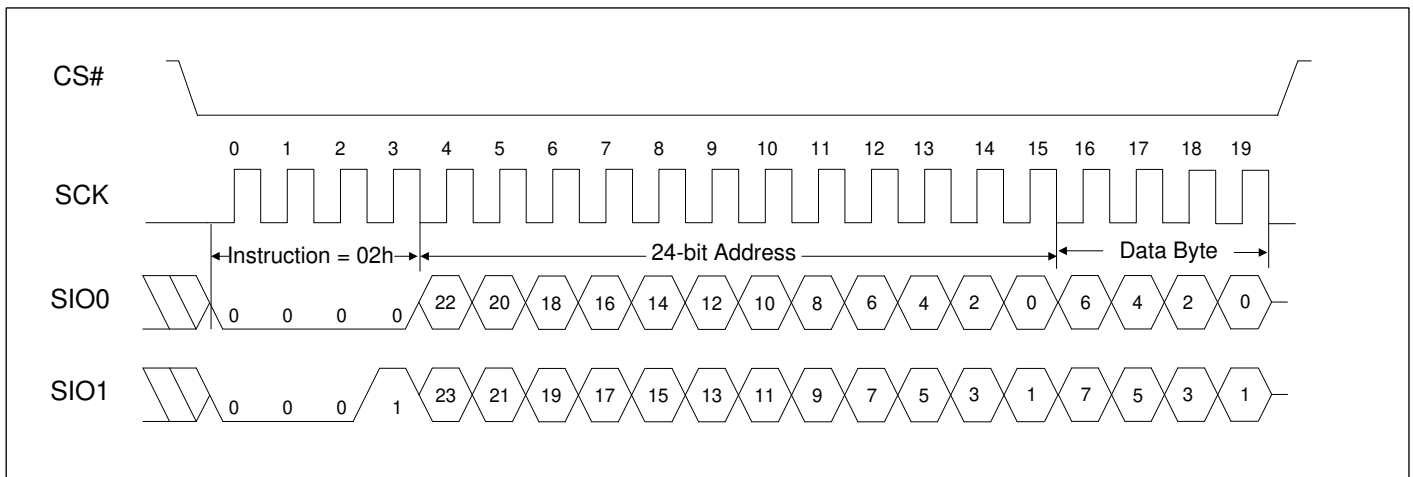 CS#
0 1 2 3 4 5 6 7 8 9 10 11 12 13 14 15 16 17 18 19
SCK
Instruction = 02h 24-bit Address Data Byte
SIO0 0 0 0 0 22 20 18 16 14 12 10 8 6 4 2 0 6 4 2 0
SIO1 0 0 0 1 23 21 19 17 15 13 11 9 7 5 3 1 7 5 3 1